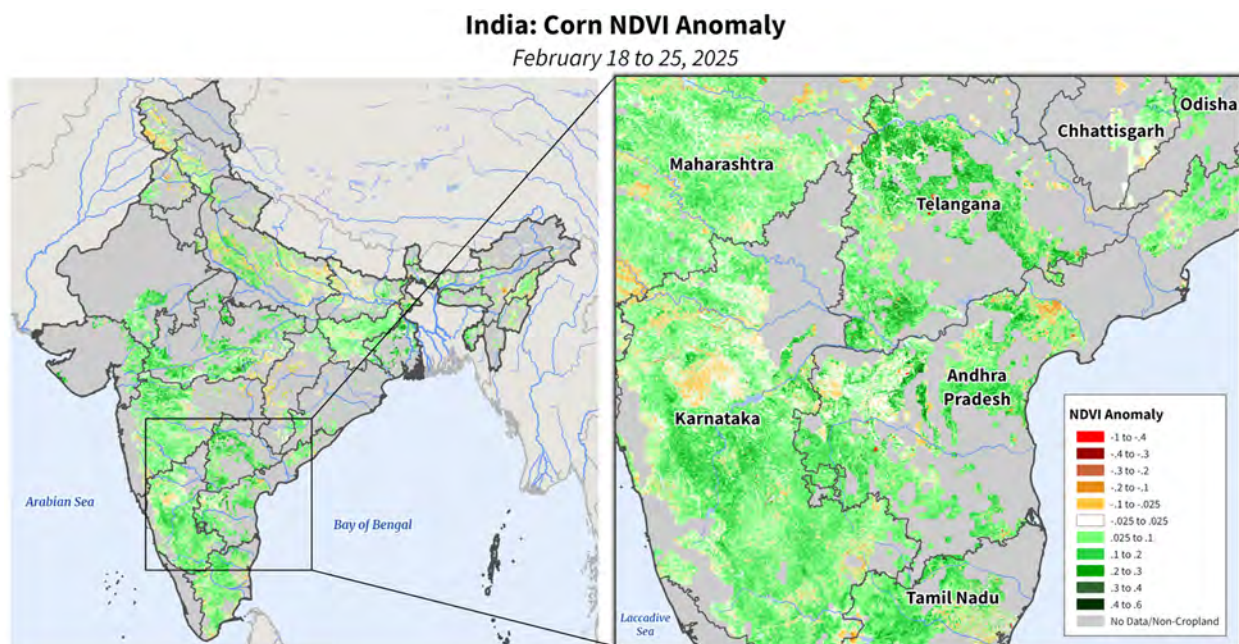 India: Corn NDVI Anomaly
February 18 to 25, 2025
Arabian Sea
Bay of Bengal
Maharashtra
Telangana
Chhattisgarh
Odisha
Karnataka
Andhra
Pradesh
Tamil Nadu
Laccadive
Sea
NDVI Anomaly
-1 to -.4
-.4 to -.3
-.3 to -.2
-.2 to -.1
-.1 to -.025
-.025 to .025
.025 to .1
.1 to .2
.2 to .3
.3 to .4
.4 to .6
No Data/Non-Cropland